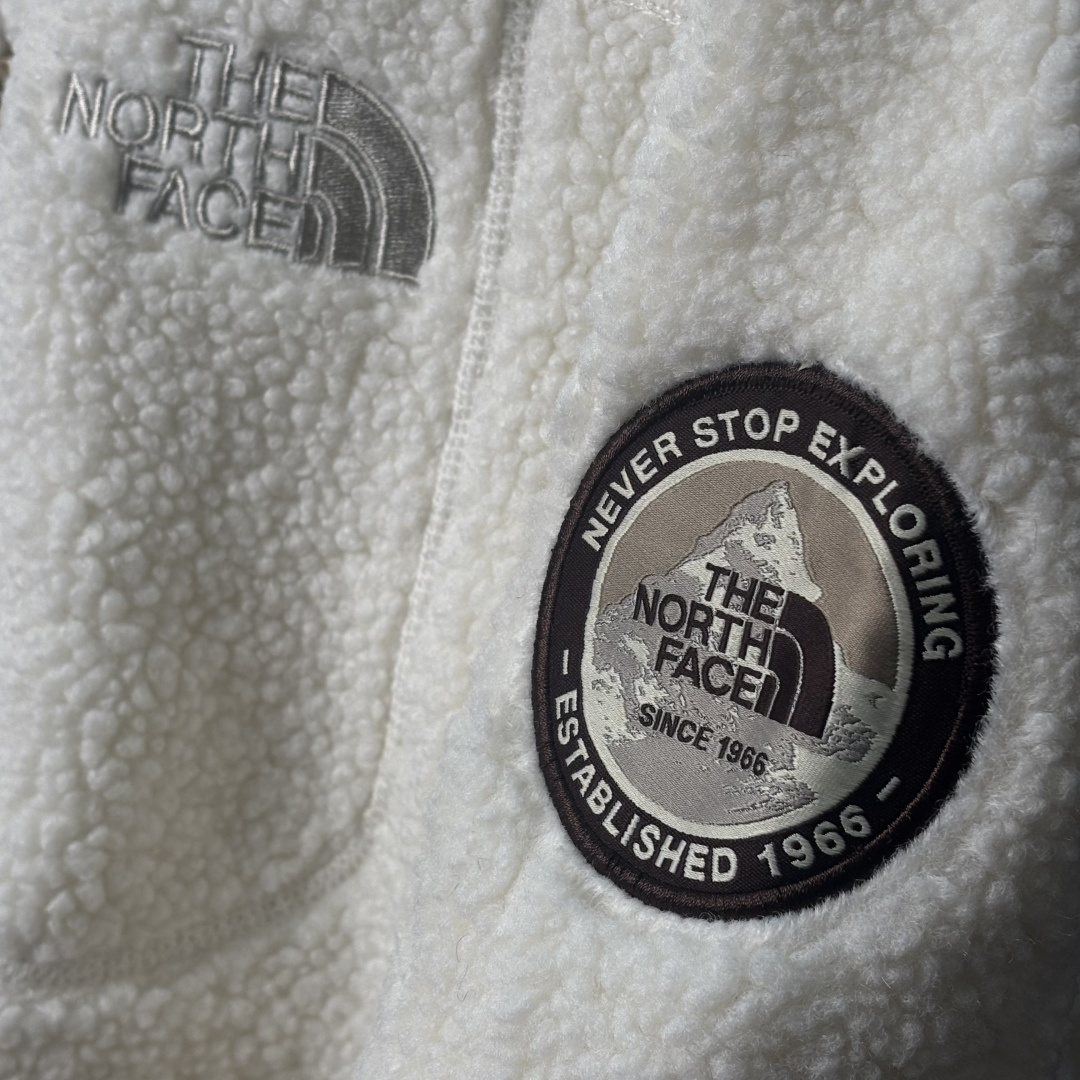 THE
NORTH
FACE
NEVER STOP EXPLORING
THE
NORTH
FACE
SINCE 1966
- ESTABLISHED 1966 -